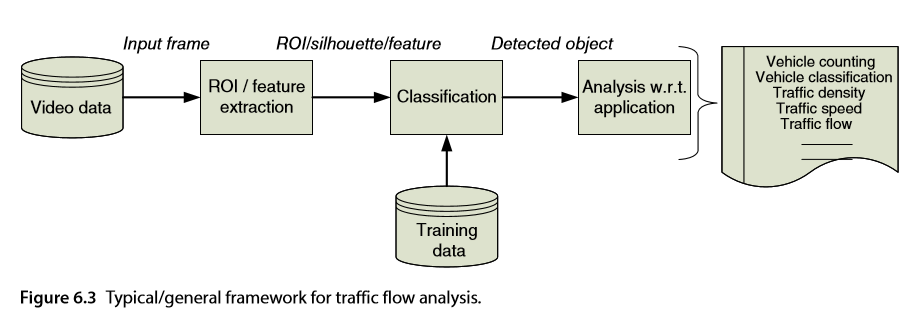 Input frame
ROI/silhouette/feature
Detected object
Video data
ROI / feature
extraction
Classification
Analysis w.r.t.
application
Vehicle counting
Vehicle classification
Traffic density
Traffic speed
Traffic flow
Training
data
Figure 6.3 Typical/general framework for traffic flow analysis.